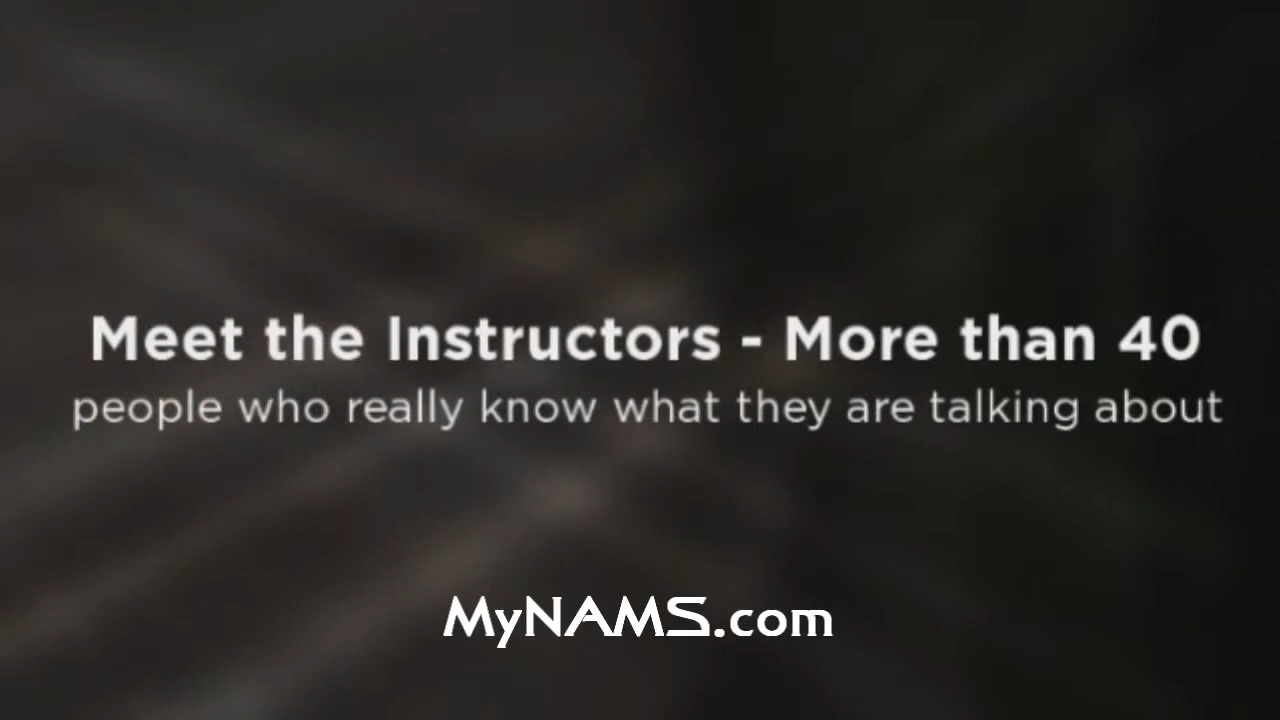 Meet the Instructors - More than 40
people who really know what they are talking about
MyNAMS.com